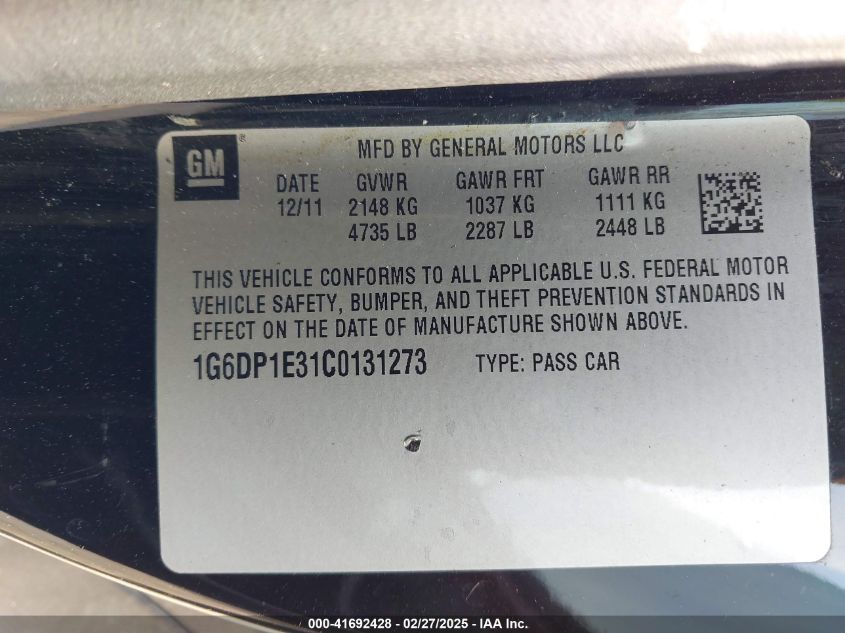 GM ®
MFD BY GENERAL MOTORS LLC
DATE GVWR GAWR FRT GAWR RR
12/11 2148 KG 1037 KG 1111 KG
4735 LB 2287 LB 2448 LB
THIS VEHICLE CONFORMS TO ALL APPLICABLE U.S. FEDERAL MOTOR
VEHICLE SAFETY, BUMPER, AND THEFT PREVENTION STANDARDS IN
EFFECT ON THE DATE OF MANUFACTURE SHOWN ABOVE.
1G6DP1E31C0131273 TYPE: PASS CAR
000-41692428 - 02/27/2025 - IAA Inc.